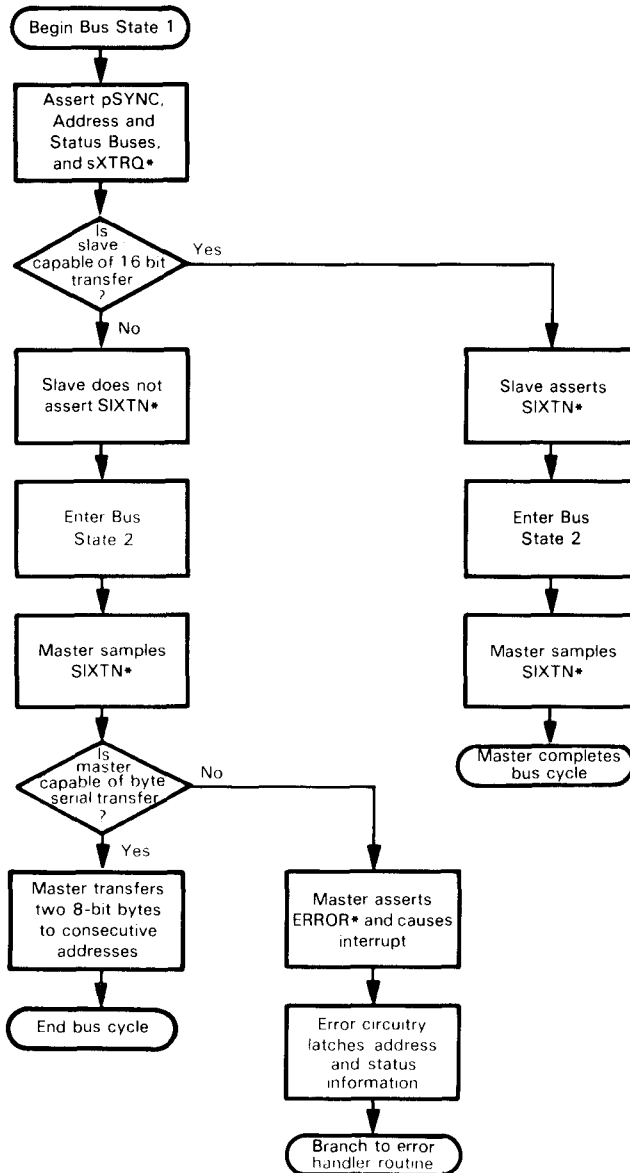 Begin Bus State 1
Assert pSYNC,
Address and
Status Buses,
and sXTRQ*
Is
slave
capable of 16 bit
transfer
?
Yes
No
Slave does not
assert SIXTN*
Slave asserts
SIXTN*
Enter Bus
State 2
Enter Bus
State 2
Master samples
SIXTN*
Master samples
SIXTN*
Master completes
bus cycle
Is
master
capable of byte
serial transfer
?
No
Yes
Master transfers
two 8-bit bytes
to consecutive
addresses
Master asserts
ERROR* and causes
interrupt
End bus cycle
Error circuitry
latches address
and status
information
Branch to error
handler routine